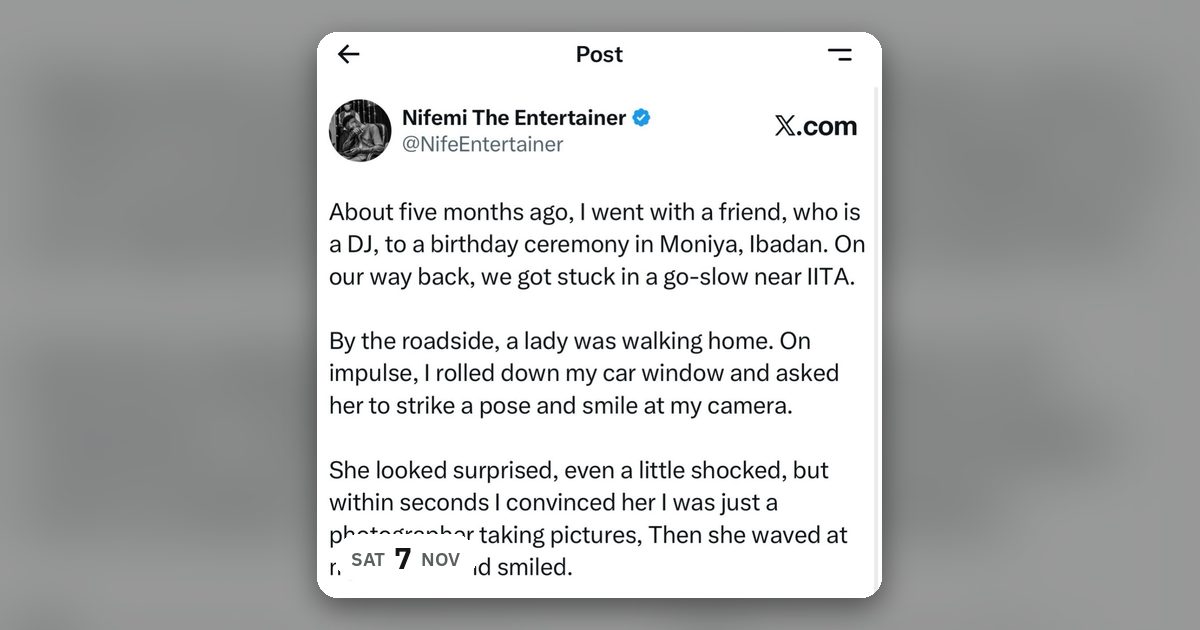 Post
Nifemi The Entertainer
X.com
@NifeEntertainer
About five months ago, I went with a friend, who is
a DJ, to a birthday ceremony in Moniya, Ibadan. On
our way back, we got stuck in a go-slow near IITA.
By the roadside, a lady was walking home. On
impulse, I rolled down my car window and asked
her to strike a pose and smile at my camera.
She looked surprised, even a little shocked, but
within seconds I convinced her I was just a
photographer taking pictures, Then she waved at
smiled.
SAT 7 NOV